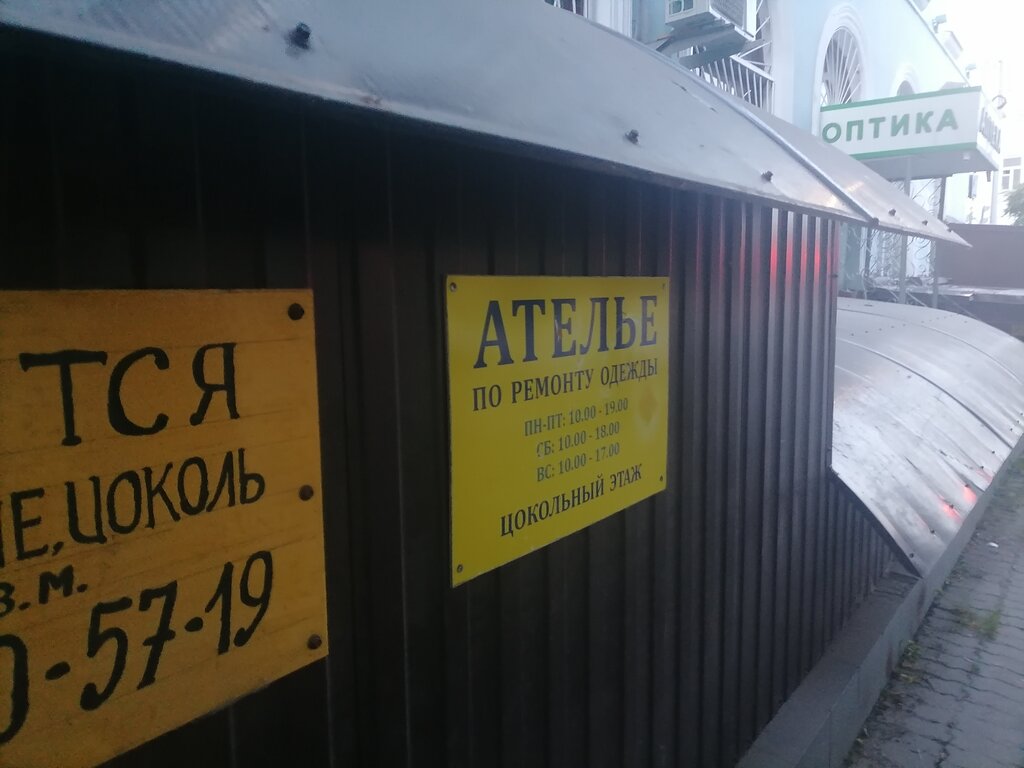 ТСЯ
Е, ЦОКОЛЬ
В.М.
-57-19
АТЕЛЬЕ
ПО РЕМОНТУ ОДЕЖДЫ
ПН-ПТ: 10.00 - 19.00
СБ: 10.00 - 18.00
ВС: 10.00 - 17.00
ЦОКОЛЬНЫЙ ЭТАЖ
ОПТИКА